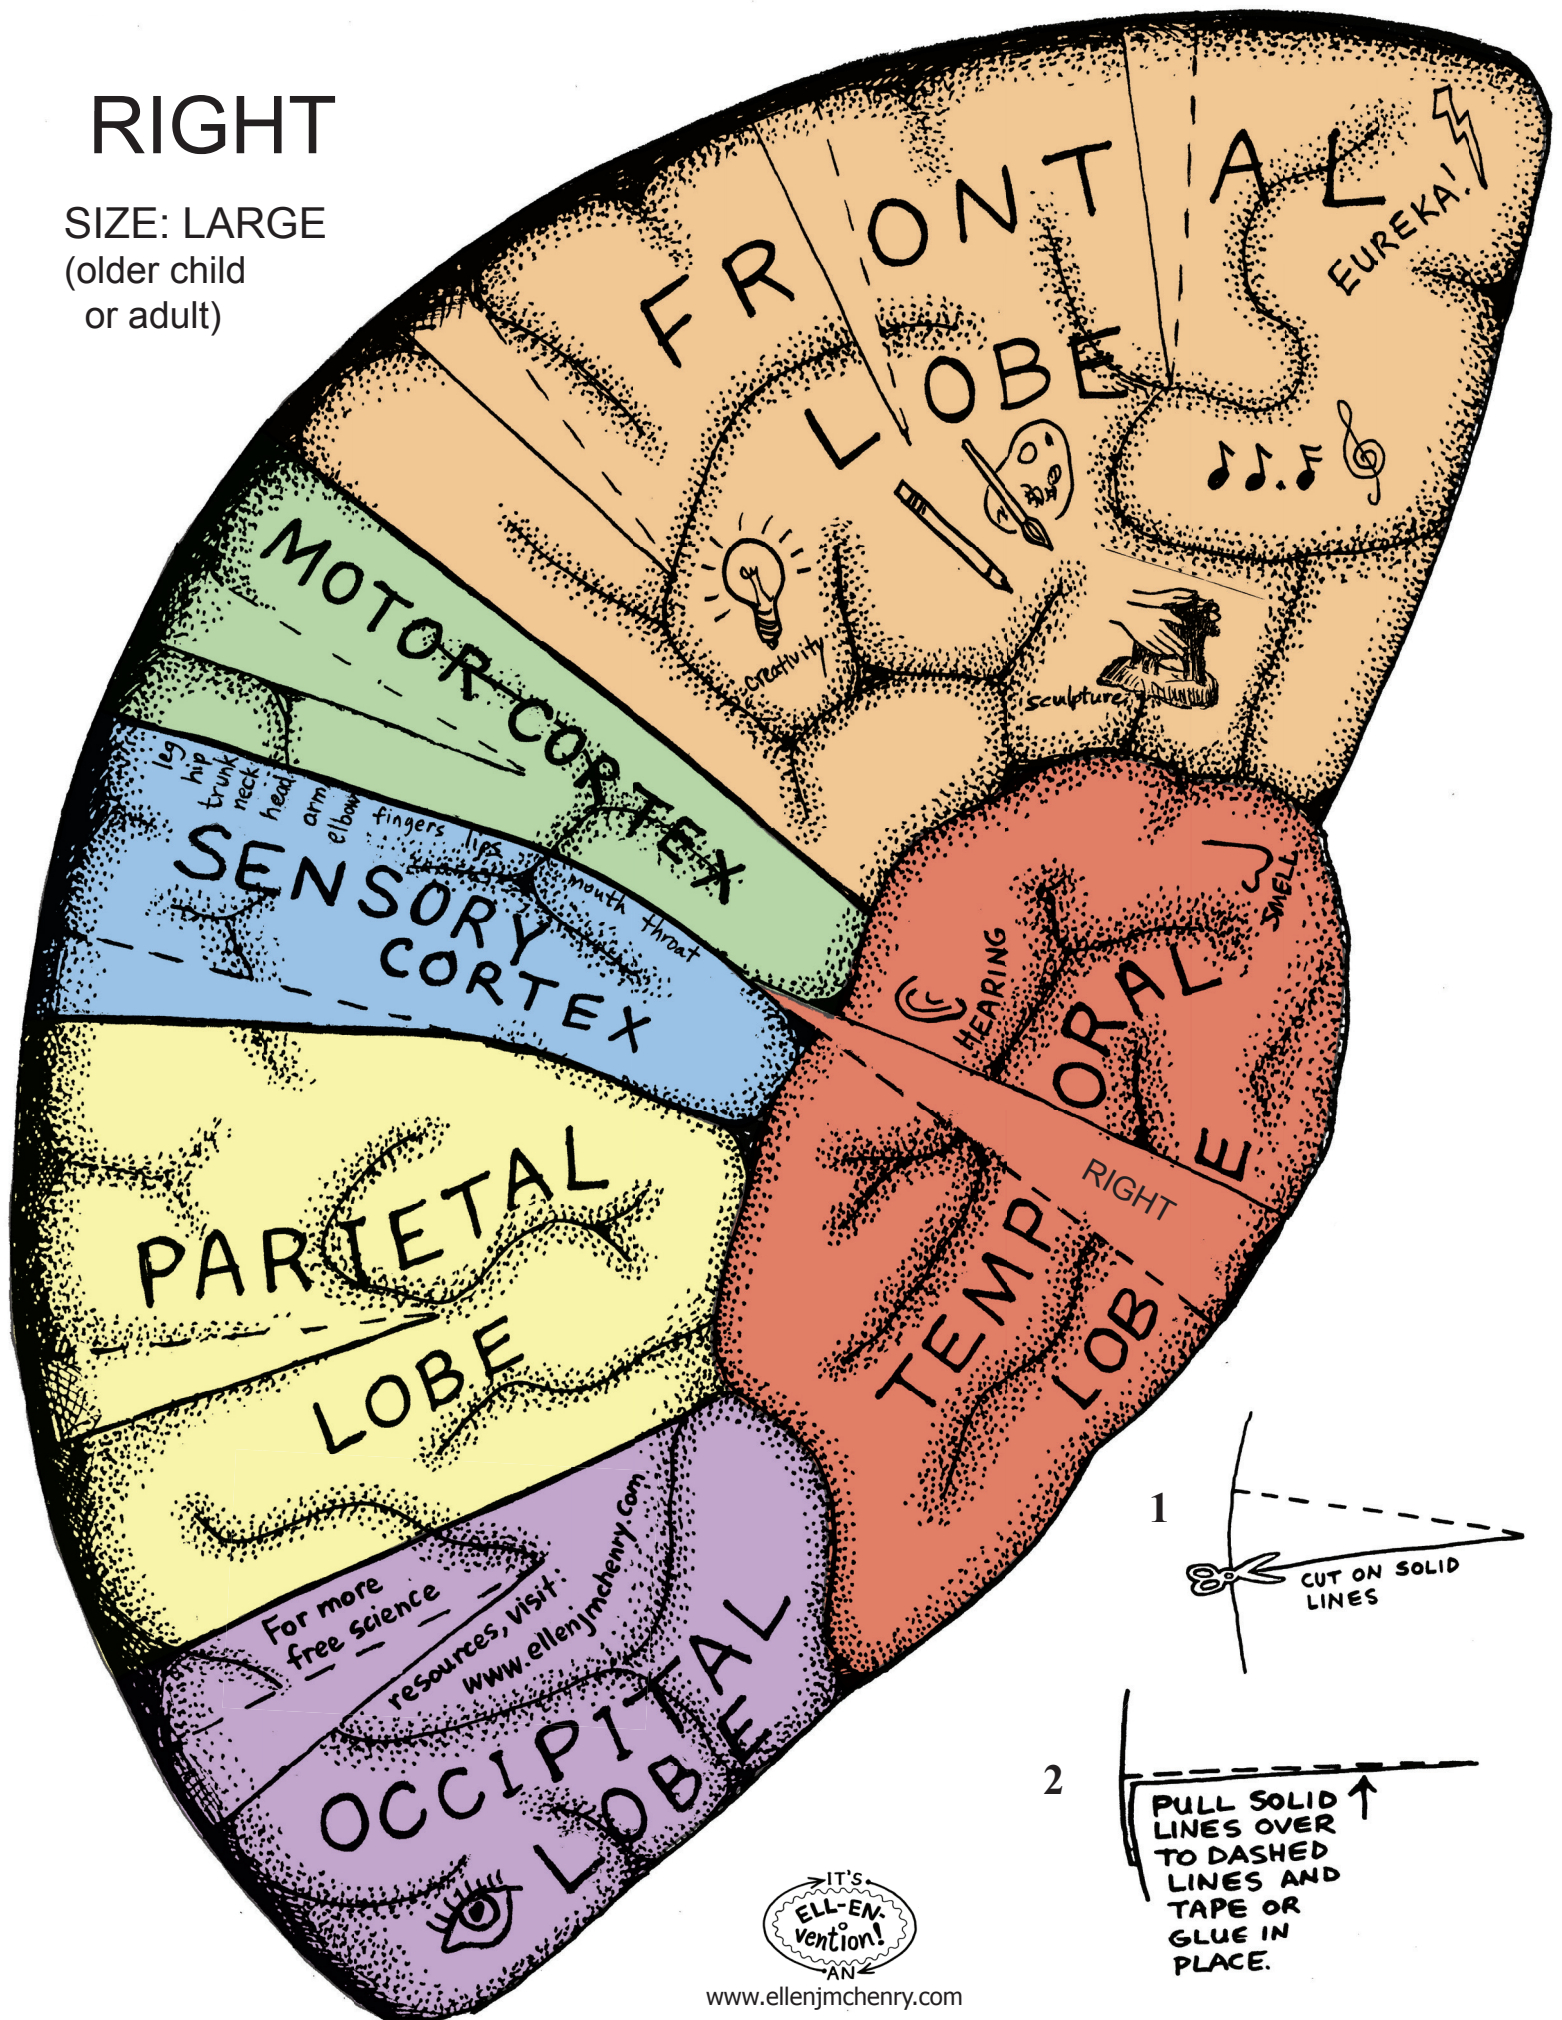 RIGHT
SIZE: LARGE
(older child
or adult)
FRONTAL
LOBE
EUREKA!
creativity
sculpture
MOTOR CORTEX
leg
hip
trunk
neck
head
arm
elbow
fingers
lips
mouth
throat
SENSORY
CORTEX
HEARING
SMELL
TEMPORAL
LOBE
RIGHT
PARIETAL
LOBE
For more
free science
resources, visit:
www.ellenjmchenry.com
OCCIPITAL
LOBE
1
CUT ON SOLID
LINES
2
PULL SOLID
LINES OVER
TO DASHED
LINES AND
TAPE OR
GLUE IN
PLACE.
IT'S
ELL-EN-
vention!
AN
www.ellenjmchenry.com